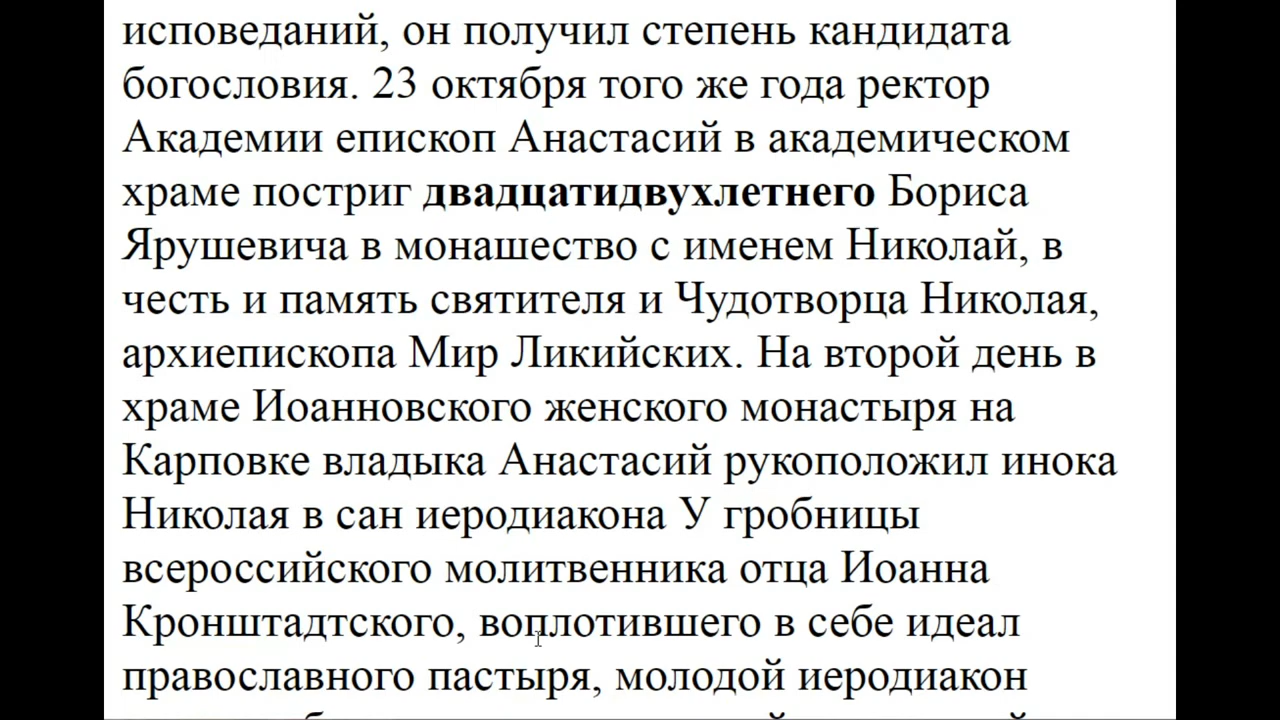 исповеданий, он получил степень кандидата
богословия. 23 октября того же года ректор
Академии епископ Анастасий в академическом
храме постриг двадцатидвухлетнего Бориса
Ярушевича в монашество с именем Николай, в
честь и память святителя и Чудотворца Николая,
архиепископа Мир Ликийских. На второй день в
храме Иоанновского женского монастыря на
Карповке владыка Анастасий рукоположил инока
Николая в сан иеродиакона У гробницы
всероссийского молитвенника отца Иоанна
Кронштадтского, воплотившего в себе идеал
православного пастыря, молодой иеродиакон